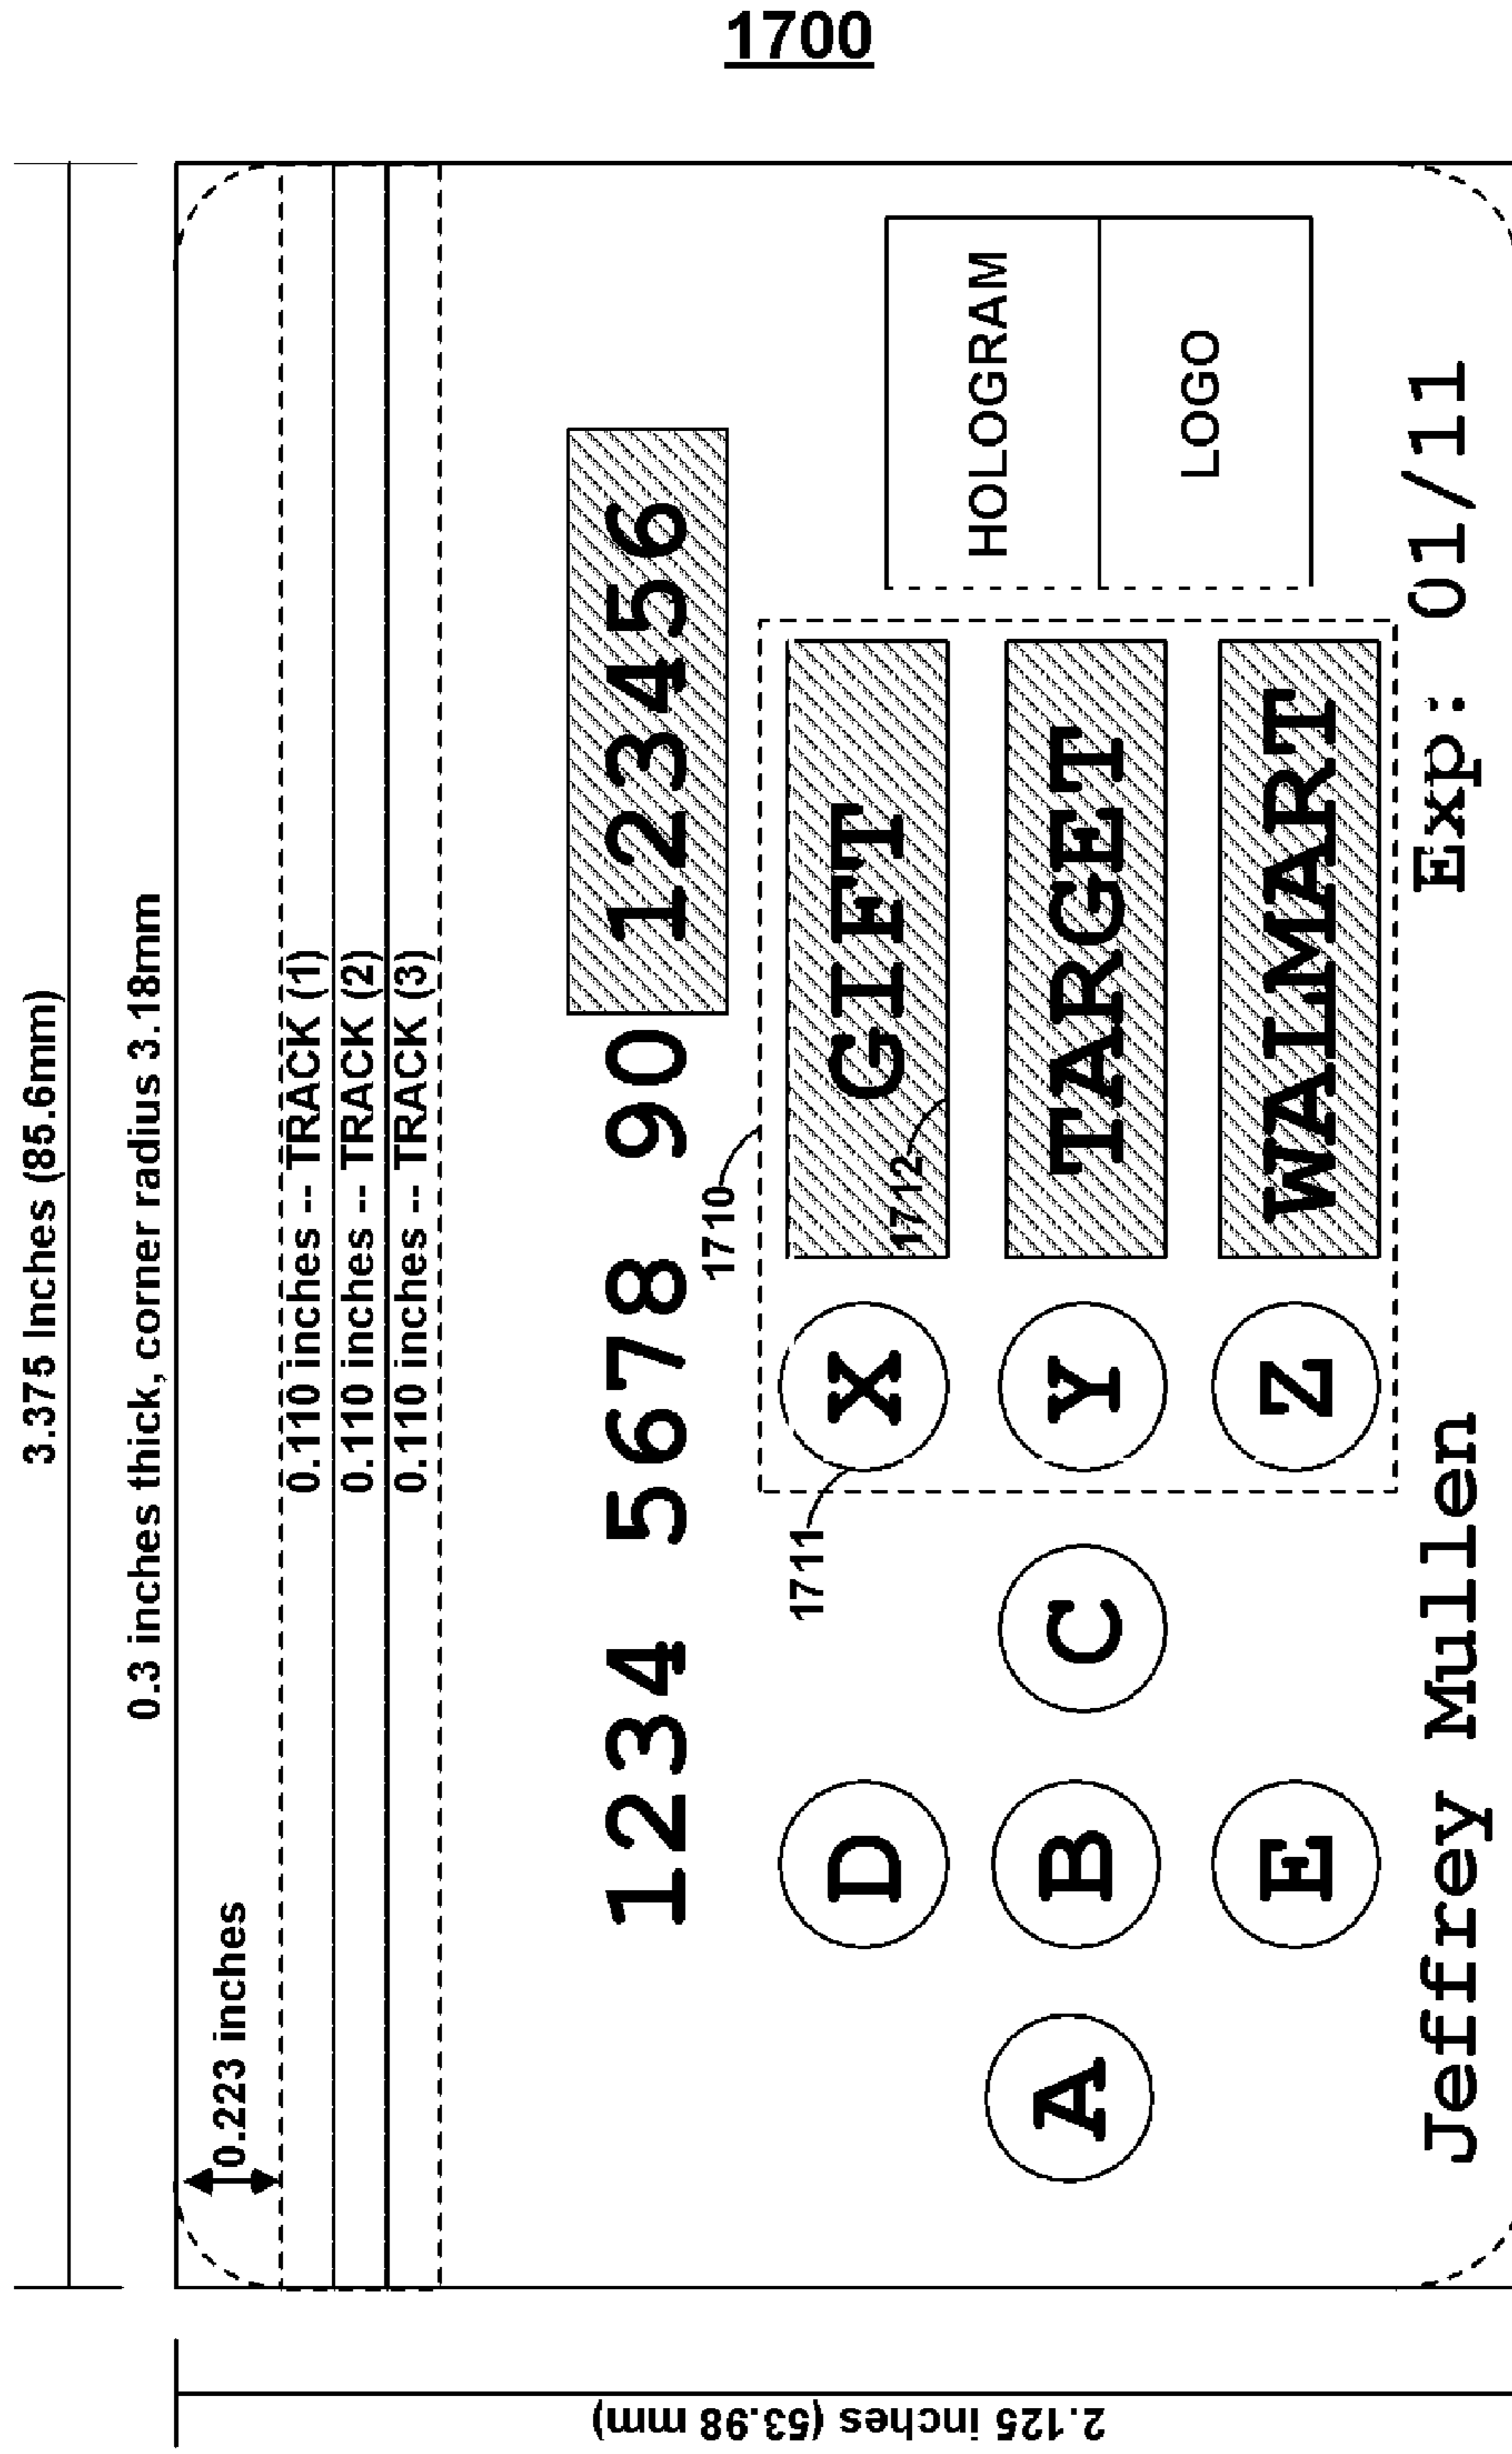 1700
3.375 Inches (85.6mm)
0.3 inches thick, corner radius 3.18mm
0.223 inches
0.110 inches -- TRACK (1)
0.110 inches -- TRACK (2)
0.110 inches -- TRACK (3)
2.125 inches (53.98 mm)
1234 5678 90 123456
1710
1711
1712
D X GIFT
A B C Y TARGET
E Z WALMART
HOLOGRAM
LOGO
Jeffrey Mullen Exp: 01/11